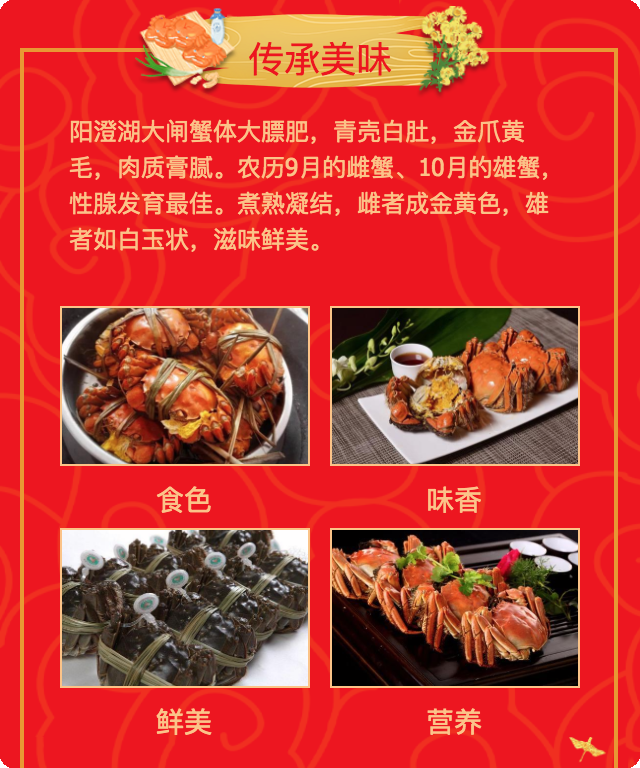 传承美味
阳澄湖大闸蟹体大膘肥，青壳白肚，金爪黄
毛，肉质膏腻。农历9月的雌蟹、10月的雄蟹，
性腺发育最佳。煮熟凝结，雌者成金黄色，雄
者如白玉状，滋味鲜美。
食色
味香
鲜美
营养